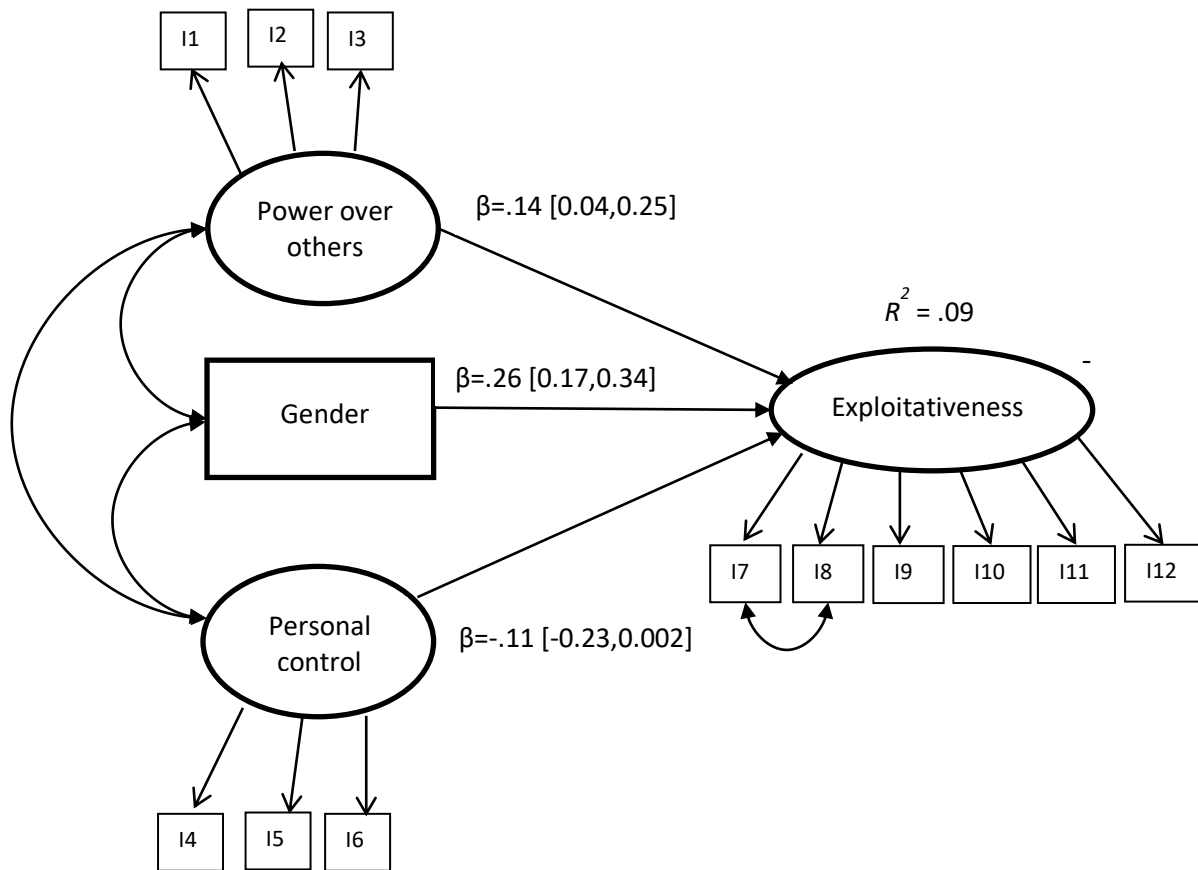 I1
I2
I3
Power over
others
β=.14 [0.04,0.25]
R² = .09
-
Gender
β=.26 [0.17,0.34]
Exploitativeness
I7
I8
I9
I10
I11
I12
Personal
control
β=-.11 [-0.23,0.002]
I4
I5
I6